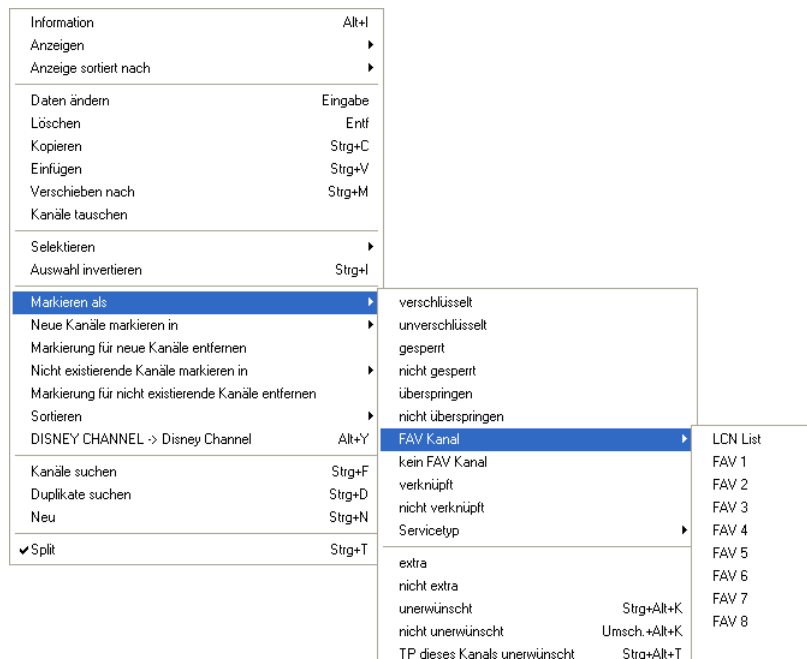 Information Alt+I
Anzeigen
Anzeige sortiert nach
Daten ändern Eingabe
Löschen Entf
Kopieren Strg+C
Einfügen Strg+V
Verschieben nach Strg+M
Kanäle tauschen
Selektieren
Auswahl invertieren Strg+I
Markieren als
Neue Kanäle markieren in
Markierung für neue Kanäle entfernen
Nicht existierende Kanäle markieren in
Markierung für nicht existierende Kanäle entfernen
Sortieren
DISNEY CHANNEL -> Disney Channel Alt+Y
Kanäle suchen Strg+F
Duplikate suchen Strg+D
Neu Strg+N
Split Strg+T
verschlüsselt
unverschlüsselt
gesperrt
nicht gesperrt
überspringen
nicht überspringen
FAV Kanal
kein FAV Kanal
verknüpft
nicht verknüpft
Servicetyp
extra
nicht extra
unerwünscht Strg+Alt+K
nicht unerwünscht Umsch.+Alt+K
TP dieses Kanals unerwünscht Strg+Alt+T
LCN List
FAV 1
FAV 2
FAV 3
FAV 4
FAV 5
FAV 6
FAV 7
FAV 8